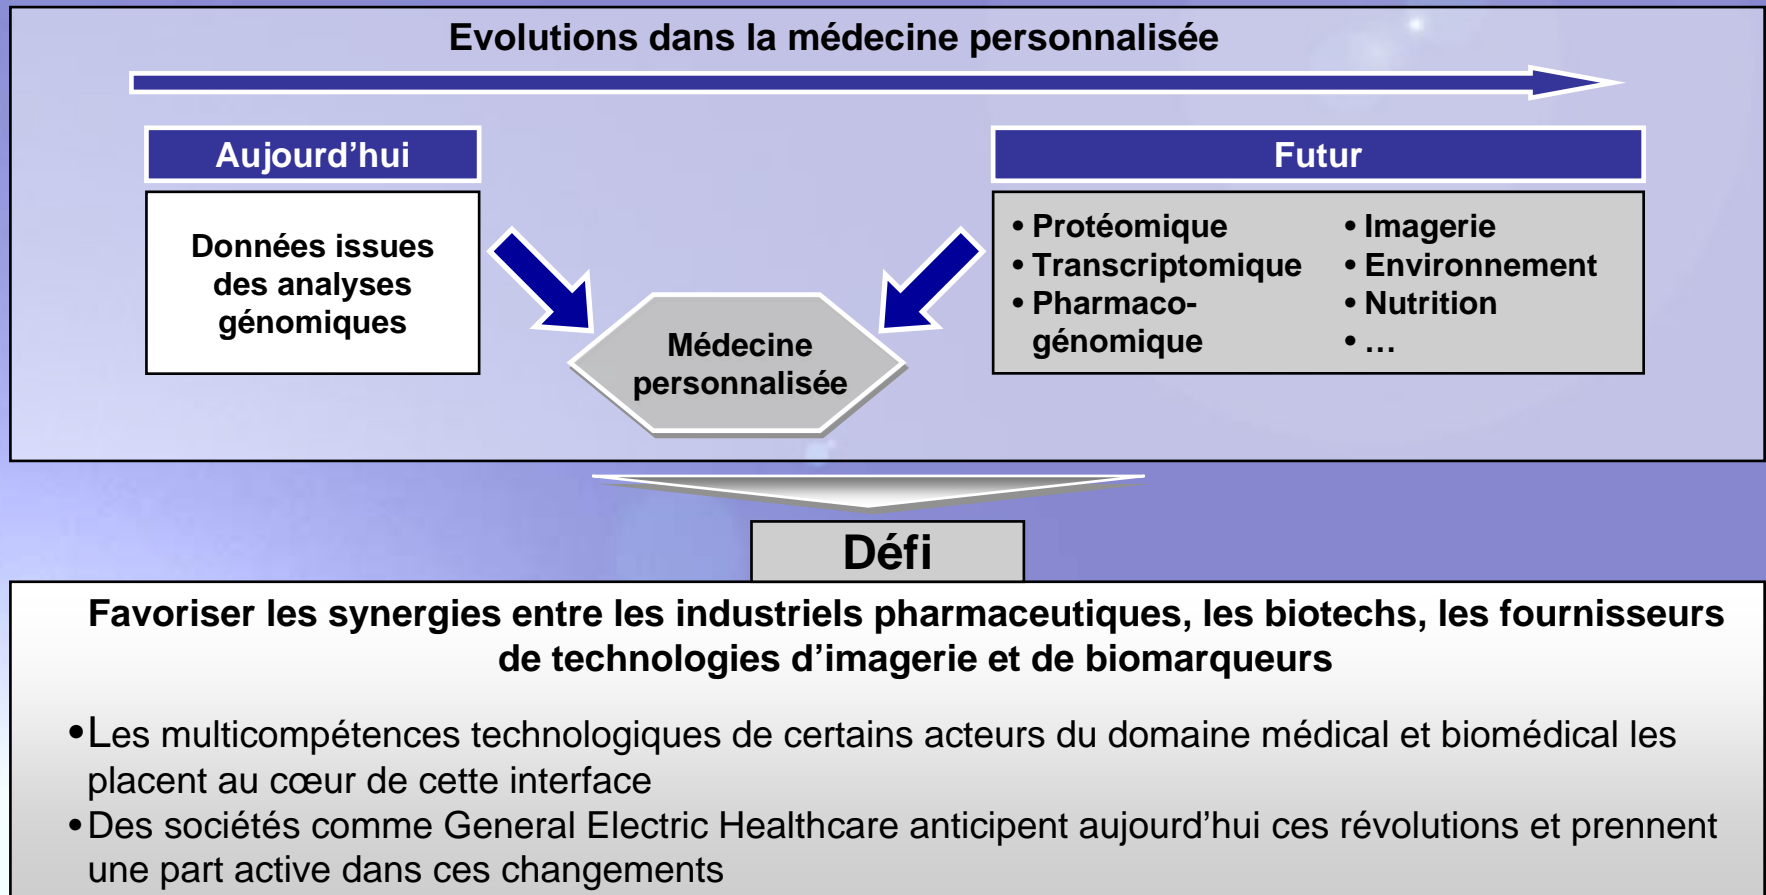 Evolutions dans la médecine personnalisée
Aujourd’hui
Données issues
des analyses
génomiques
Médecine
personnalisée
Futur
• Protéomique
• Transcriptomique
• Pharmaco-
génomique
• Imagerie
• Environnement
• Nutrition
• …
Défi
Favoriser les synergies entre les industriels pharmaceutiques, les biotechs, les fournisseurs
de technologies d’imagerie et de biomarqueurs
•Les multicompétences technologiques de certains acteurs du domaine médical et biomédical les
placent au cœur de cette interface
•Des sociétés comme General Electric Healthcare anticipent aujourd’hui ces révolutions et prennent
une part active dans ces changements